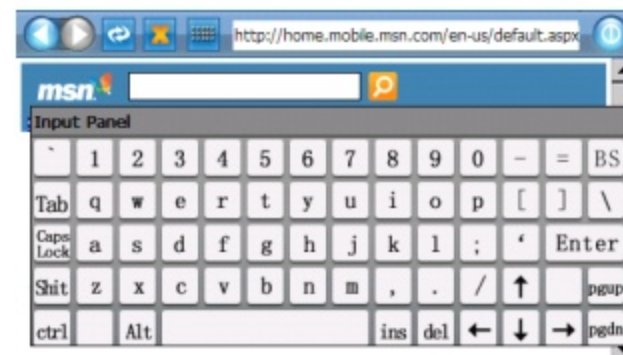 http://home.mobile.msn.com/en-us/default.aspx
msn
Input Panel
` 1 2 3 4 5 6 7 8 9 0 - = BS
Tab q w e r t y u i o p [ ] \
Caps Lock a s d f g h j k l ; ‘ Enter
Shit z x c v b n m , . / ↑ pgup
ctrl Alt ins del ← ↓ → pgdn